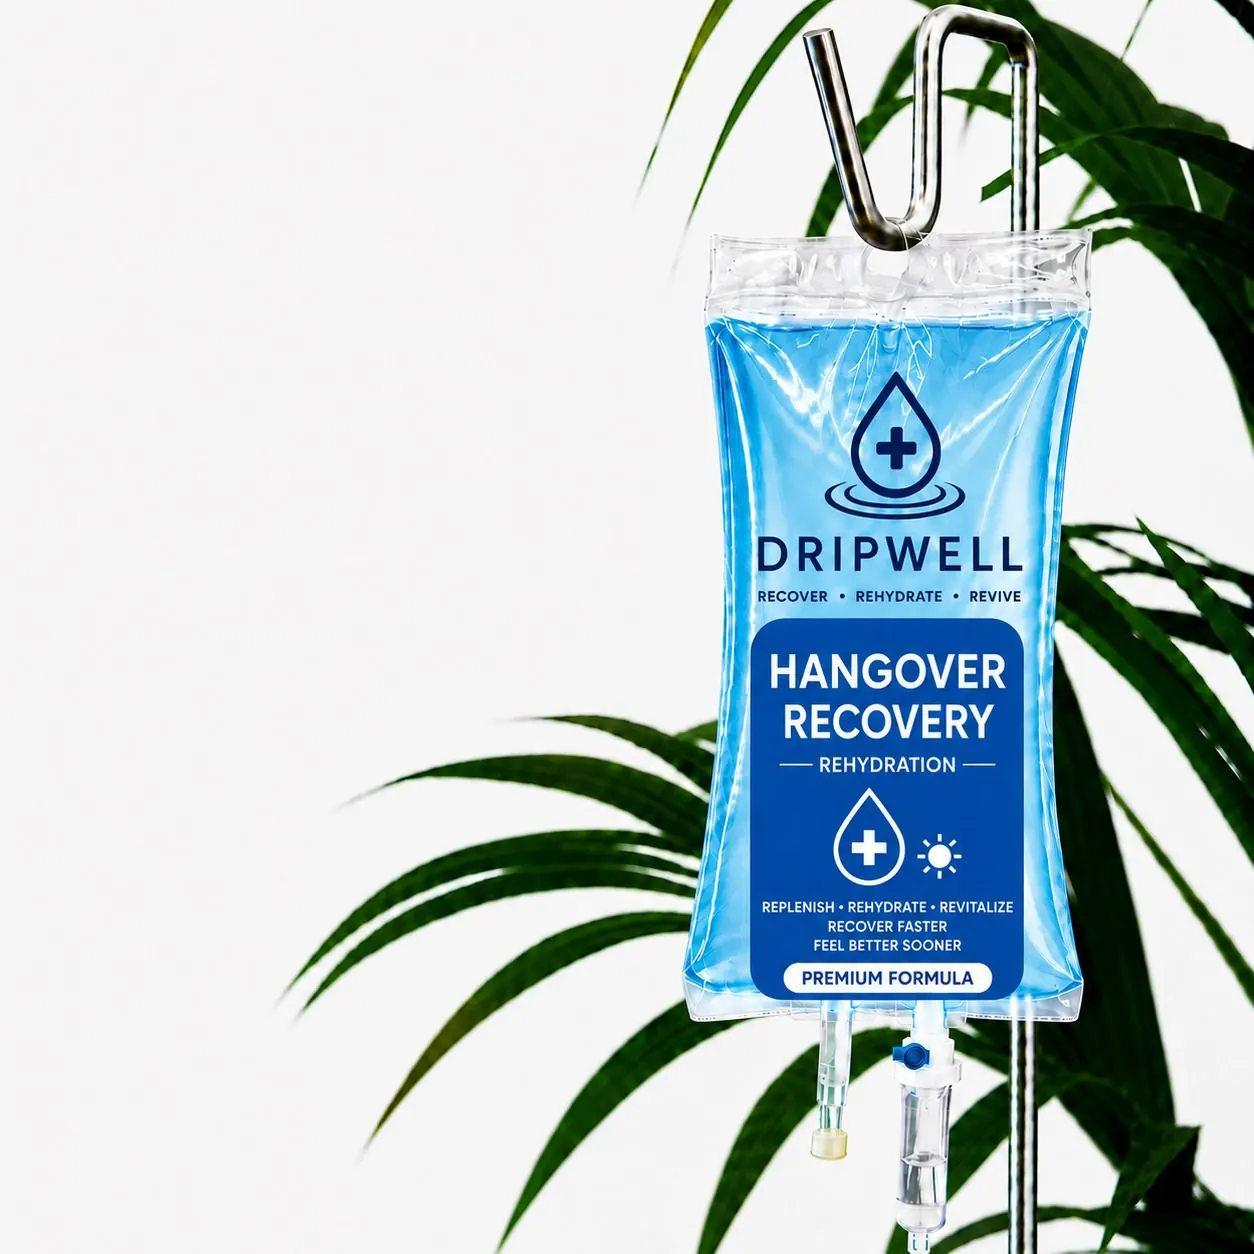 DRIPWELL
RECOVER • REHYDRATE • REVIVE
HANGOVER
RECOVERY
REHYDRATION
REPLENISH • REHYDRATE • REVITALIZE
RECOVER FASTER
FEEL BETTER SOONER
PREMIUM FORMULA